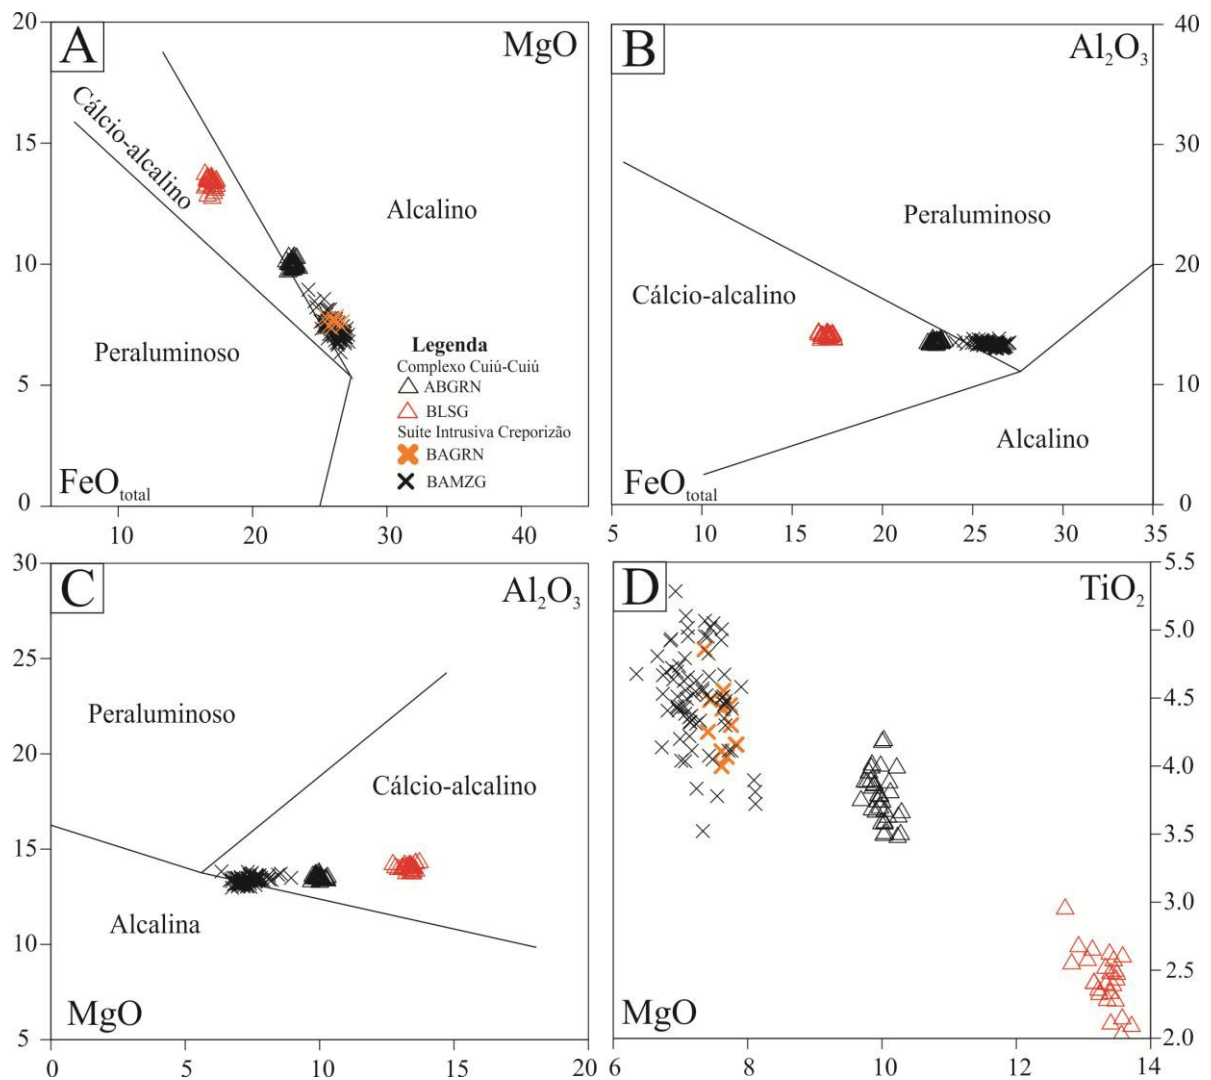 A
MgO
20
15
10
5
0
Cálcio-alcalino
Alcalino
Peraluminoso
Legenda
Complexo Cuiú-Cuiú
ABGRN
BLSG
Suíte Intrusiva Creporizão
BAGRN
BAMZG
FeOtotal
10
20
30
40
B
Al2O3
40
30
20
10
0
Peraluminoso
Cálcio-alcalino
Alcalino
FeOtotal
5
10
15
20
25
30
35
C
Al2O3
30
25
20
15
10
5
Peraluminoso
Cálcio-alcalino
Alcalina
MgO
0
5
10
15
20
D
TiO2
5.5
5.0
4.5
4.0
3.5
3.0
2.5
2.0
MgO
6
8
10
12
14